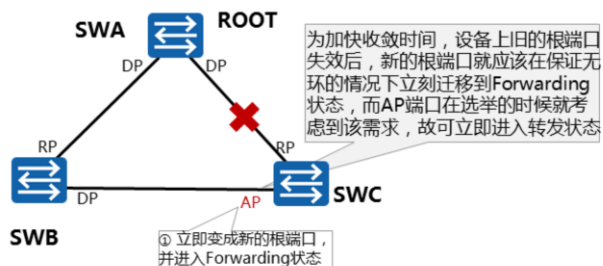 SWA
ROOT
为加快收敛时间，设备上旧的根端口
失效后，新的根端口就应该在保证无
环的情况下立刻迁移到Forwarding
状态，而AP端口在选举的时候就考
虑到该需求，故可立即进入转发状态
DP
DP
RP
RP
DP
AP
SWC
SWB
① 立即变成新的根端口，
并进入Forwarding状态